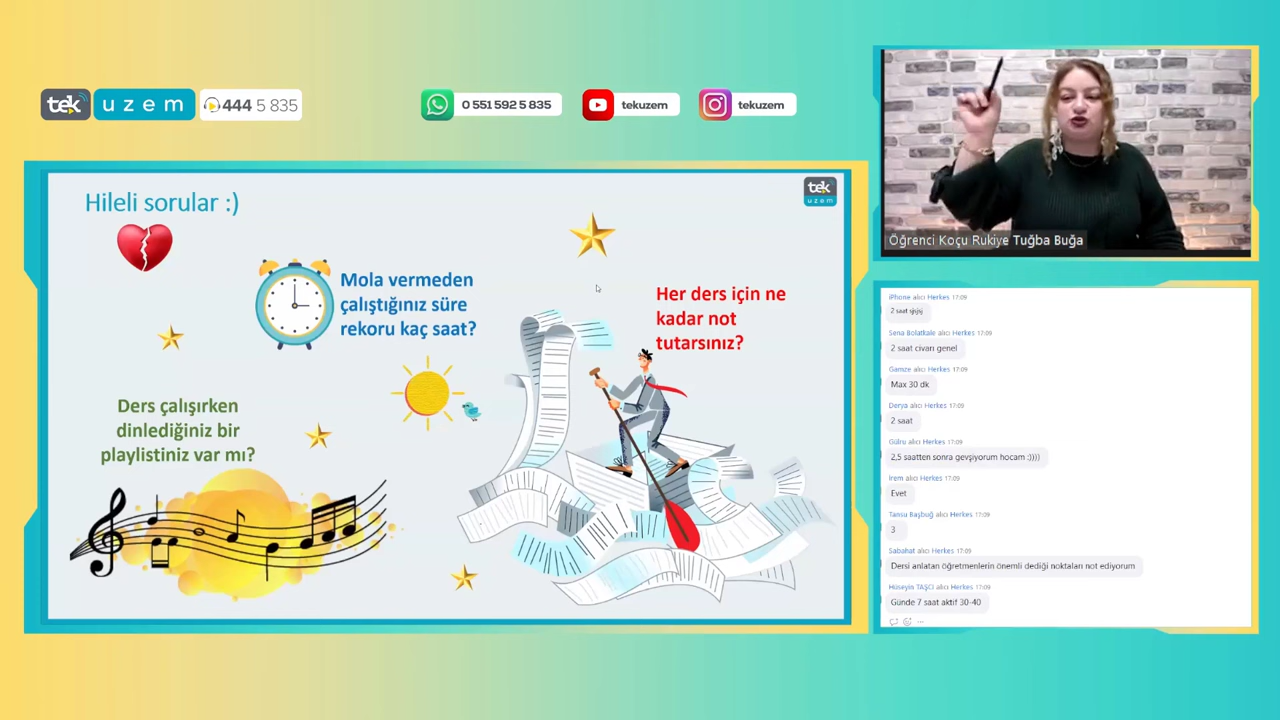 tek
uzem
444 5 835
0 551 592 5 835
tekuzem
tekuzem
Hileli sorular :)
tek
uzem
Mola vermeden
çalıştığınız süre
rekoru kaç saat?
Her ders için ne
kadar not
tutarsınız?
Ders çalışırken
dinlediğiniz bir
playlistiniz var mı?
Öğrenci Koçu Rukiye Tuğba Buğa
iPhone alıcı Herkes 17:09
2 saat
Sena Bolatkale alıcı Herkes 17:09
2 saat civarı genel
Gamze alıcı Herkes 17:09
Max 30 dk
Derya alıcı Herkes 17:09
2 saat
Gülru alıcı Herkes 17:09
2,5 saatten sonra gevşiyorum hocam :))))
İrem alıcı Herkes 17:09
Evet
Tansu Başbuğ alıcı Herkes 17:09
3
Sabahat alıcı Herkes 17:09
Dersi anlatan öğretmenlerin önemli dediği noktaları not ediyorum
Hüseyin TAŞCI alıcı Herkes 17:09
Günde 7 saat aktif 30-40